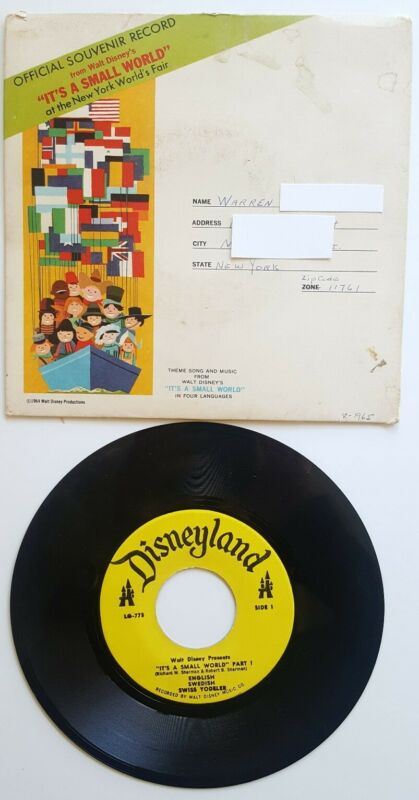 OFFICIAL SOUVENIR RECORD
from Walt Disney's
"IT'S A SMALL WORLD"
at the New York World's Fair
NAME WARREN
ADDRESS
CITY
STATE NEW YORK
Zip Code
ZONE 11761
THEME SONG AND MUSIC
FROM
WALT DISNEY'S
"IT'S A SMALL WORLD"
IN FOUR LANGUAGES
©1964 Walt Disney Productions
Disneyland
LG-775
SIDE 1
Walt Disney Presents
"IT'S A SMALL WORLD" PART 1
(Richard M. Sherman & Robert B. Sherman)
ENGLISH
SWEDISH
SWISS YODELER
RECORDED BY WALT DISNEY MUSIC CO.